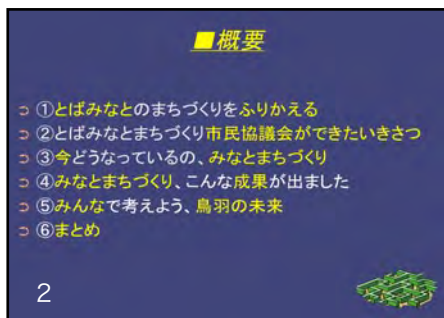 ■概要
①とばみなとのまちづくりをふりかえる
②とばみなとまちづくり市民協議会ができたいきさつ
③今どうなっているの、みなとまちづくり
④みなとまちづくり、こんな成果が出ました
⑤みんなで考えよう、鳥羽の未来
⑥まとめ
2